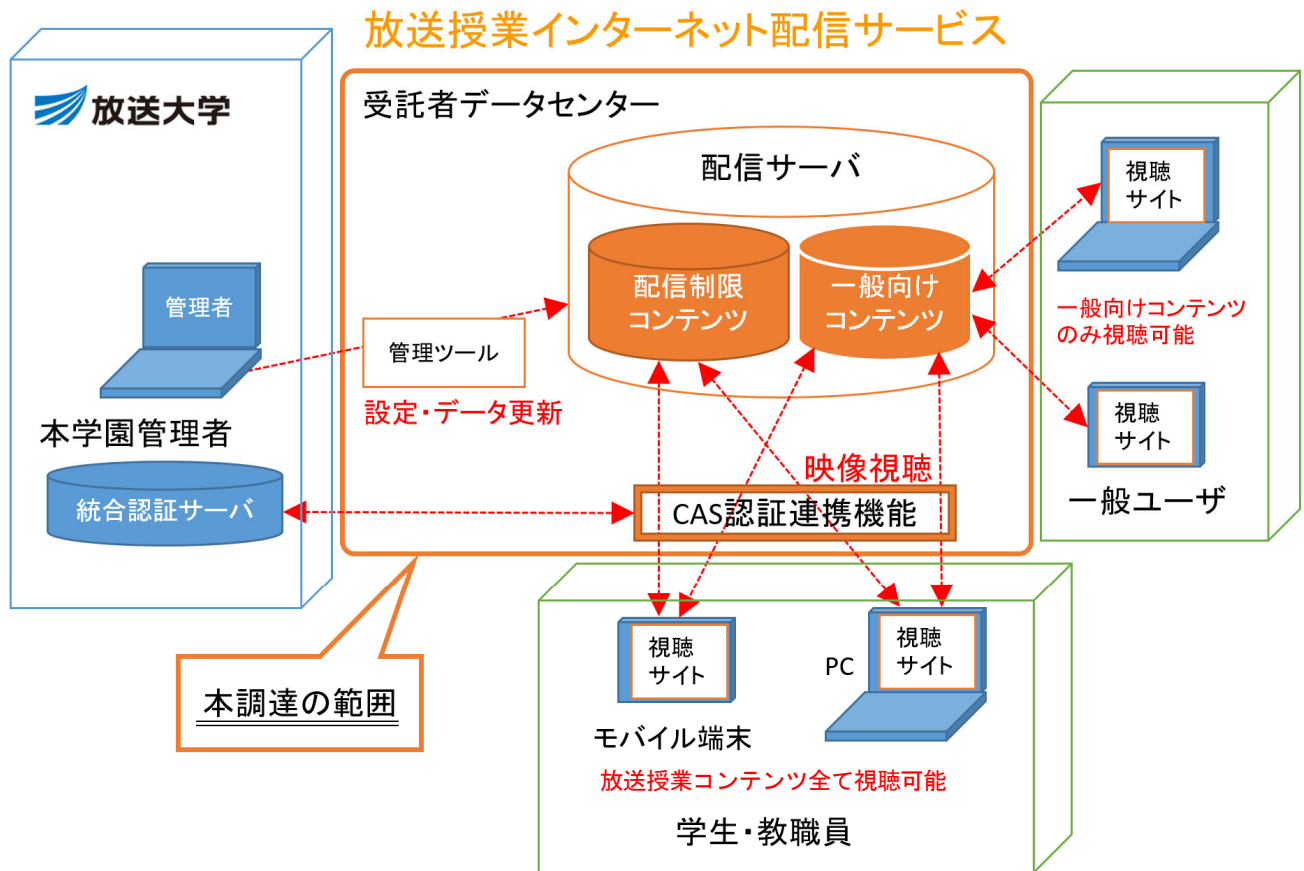 放送授業インターネット配信サービス
放送大学
管理者
本学園管理者
統合認証サーバ
受託者データセンター
配信サーバ
配信制限
コンテンツ
一般向け
コンテンツ
管理ツール
設定・データ更新
映像視聴
CAS認証連携機能
視聴
サイト
一般向けコンテンツ
のみ視聴可能
視聴
サイト
一般ユーザ
本調達の範囲
視聴
サイト
モバイル端末
PC
視聴
サイト
放送授業コンテンツ全て視聴可能
学生・教職員